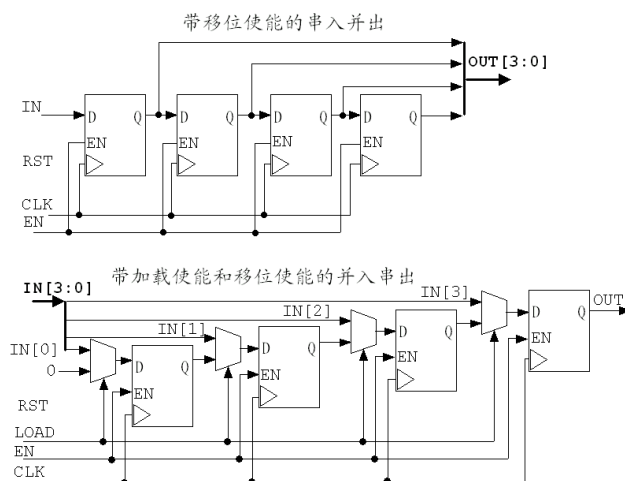 带移位使能的串入并出
OUT[3:0]
IN
D Q D Q D Q D Q
EN EN EN EN
RST
CLK
EN
带加载使能和移位使能的并入串出
IN[3:0]
IN[3]
OUT
IN[2]
D Q
D Q
IN[1]
D Q
IN[0]
D Q
EN
0
EN
EN
EN
RST
LOAD
EN
CLK